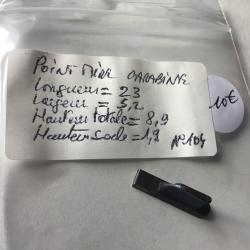 POINT MIRE CARABINE
Longueur = 23
Largeur = 5,2
Hauteur totale = 8,9
Hauteur socle = 1,9 N°104
10€